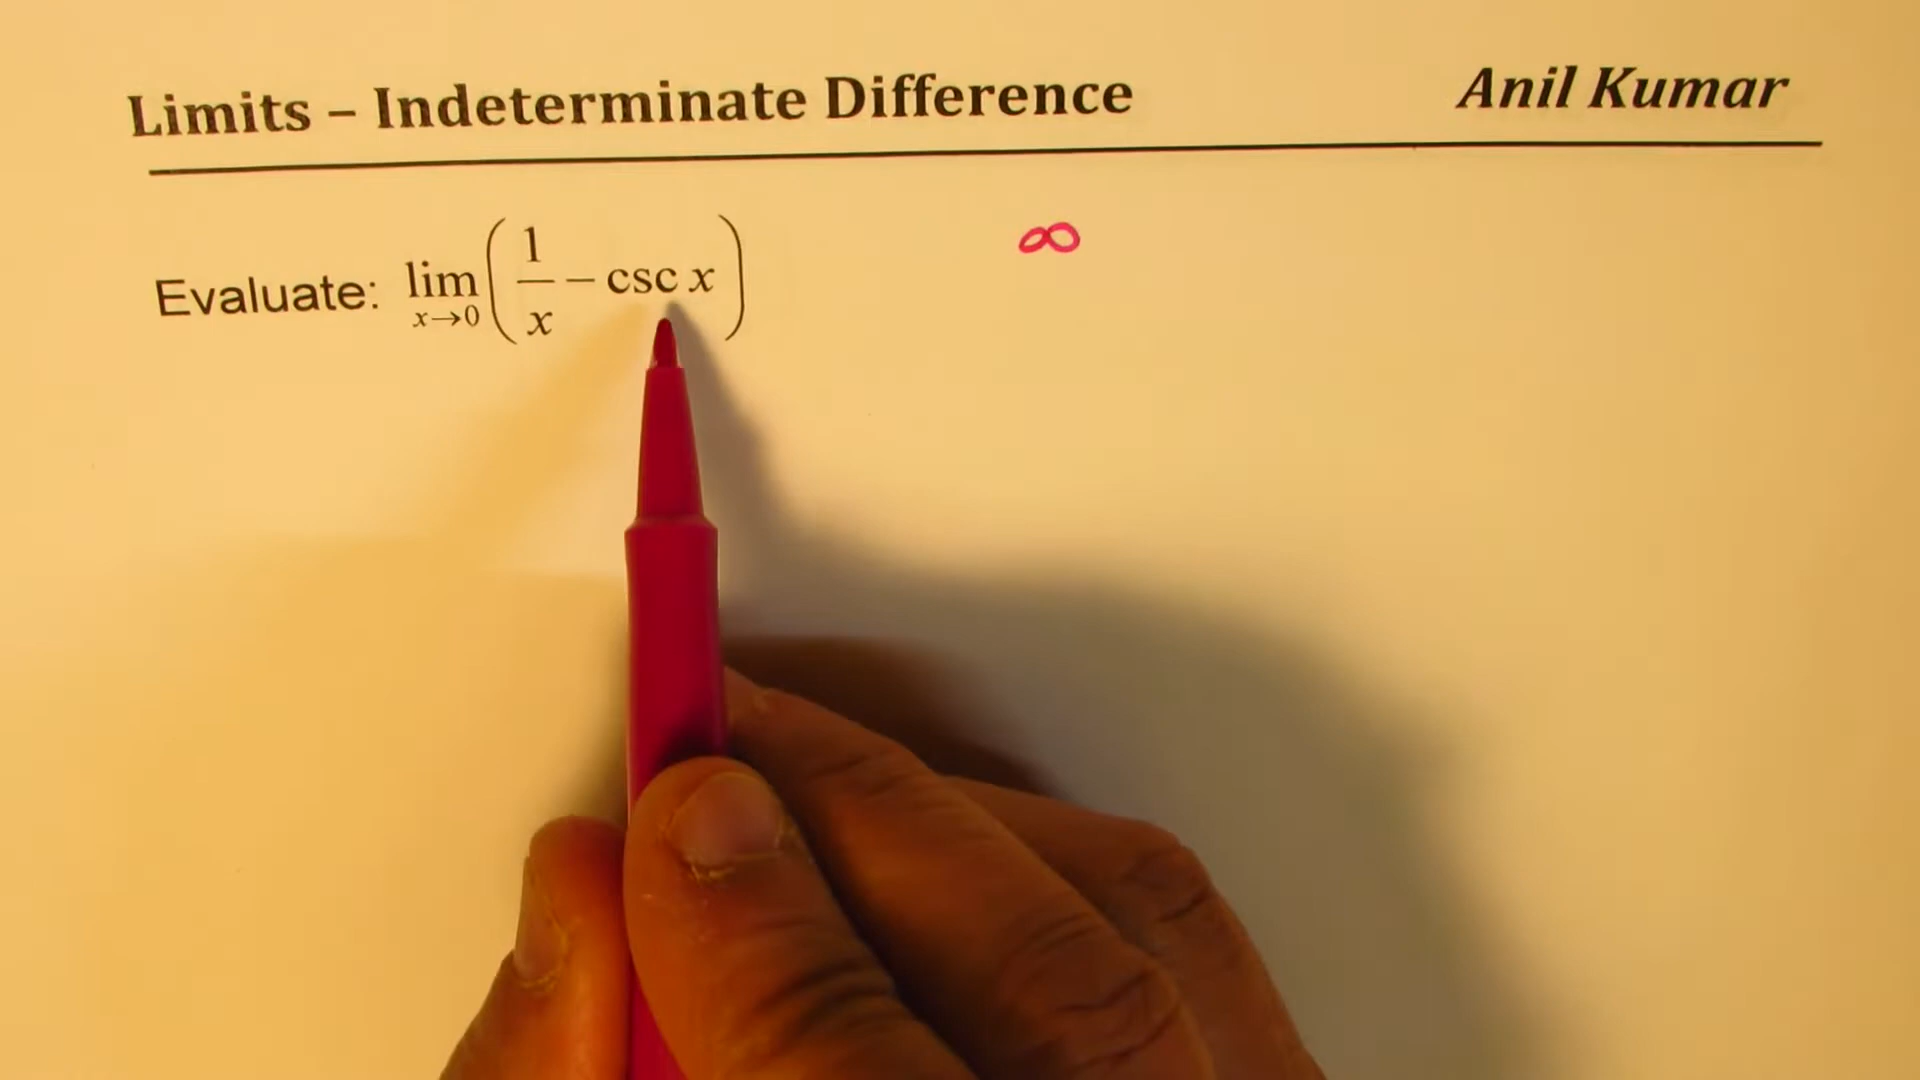 Limits – Indeterminate Difference Anil Kumar
Evaluate: lim x→0 (1/x − csc x) ∞